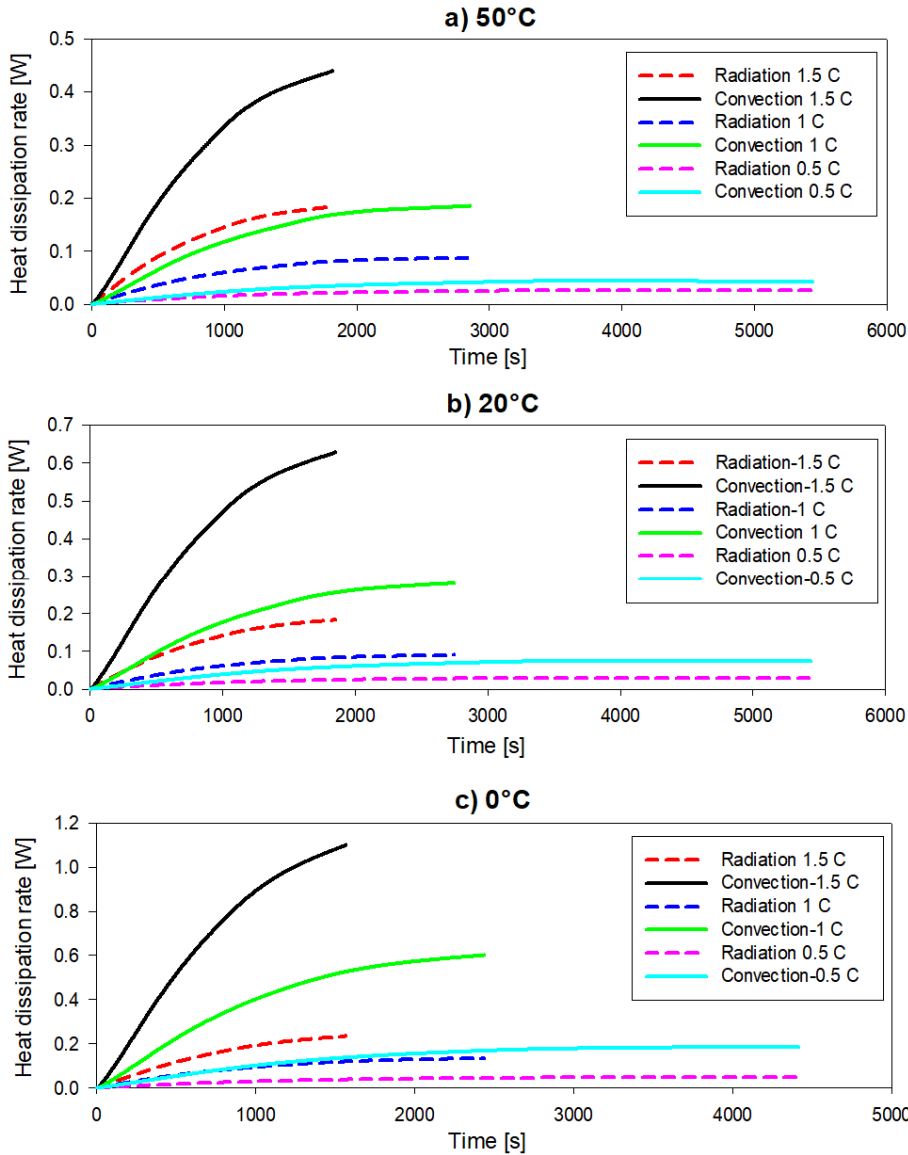 a) 50°C
Heat dissipation rate [W]
0.5
0.4
0.3
0.2
0.1
0.0
Radiation 1.5 C
Convection 1.5 C
Radiation 1 C
Convection 1 C
Radiation 0.5 C
Convection 0.5 C
0 1000 2000 3000 4000 5000 6000
Time [s]
b) 20°C
Heat dissipation rate [W]
0.7
0.6
0.5
0.4
0.3
0.2
0.1
0.0
Radiation-1.5 C
Convection-1.5 C
Radiation-1 C
Convection 1 C
Radiation 0.5 C
Convection-0.5 C
0 1000 2000 3000 4000 5000 6000
Time [s]
c) 0°C
Heat dissipation rate [W]
1.2
1.0
0.8
0.6
0.4
0.2
0.0
Radiation 1.5 C
Convection-1.5 C
Radiation 1 C
Convection-1 C
Radiation 0.5 C
Convection-0.5 C
0 1000 2000 3000 4000 5000
Time [s]